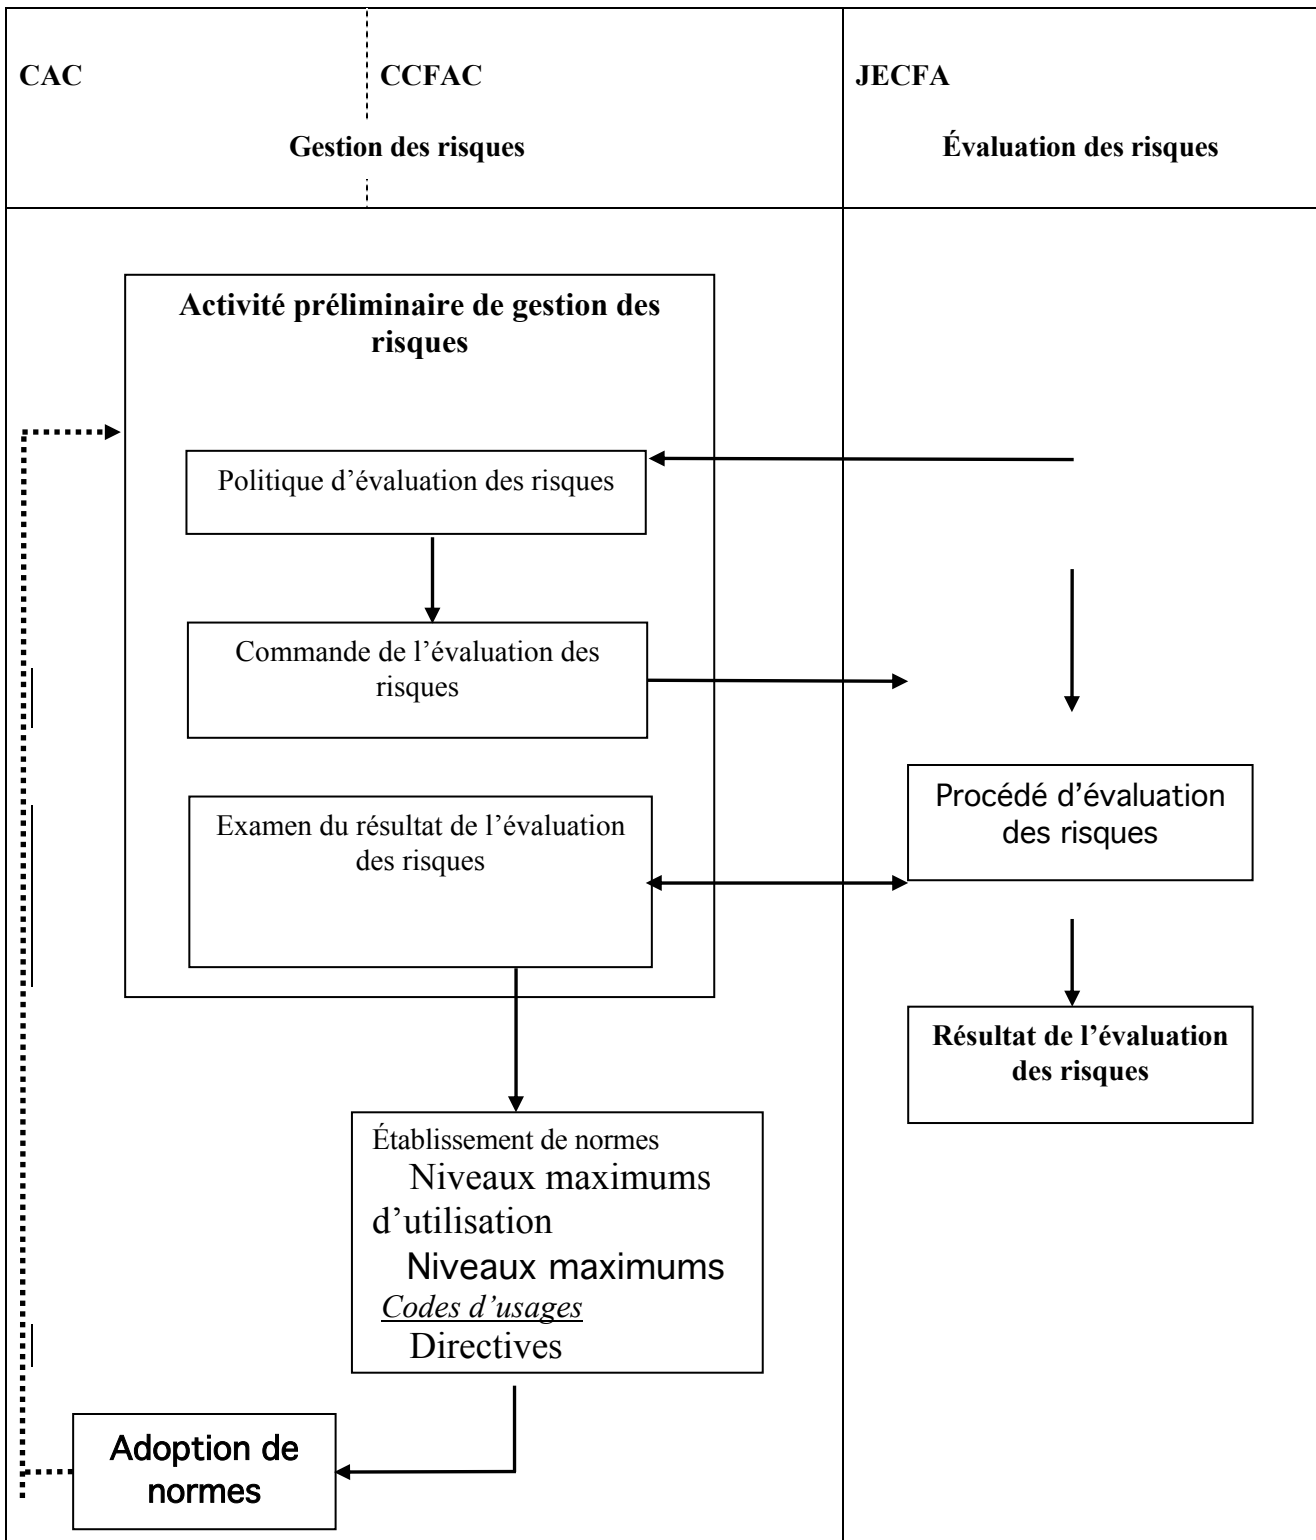 CAC
CCFAC
JECFA
Gestion des risques
Évaluation des risques
Activité préliminaire de gestion des
risques
Politique d’évaluation des risques
Commande de l’évaluation des
risques
Examen du résultat de l’évaluation
des risques
Procédé d’évaluation
des risques
Résultat de l’évaluation
des risques
Établissement de normes
Niveaux maximums
d’utilisation
Niveaux maximums
Codes d’usages
Directives
Adoption de
normes